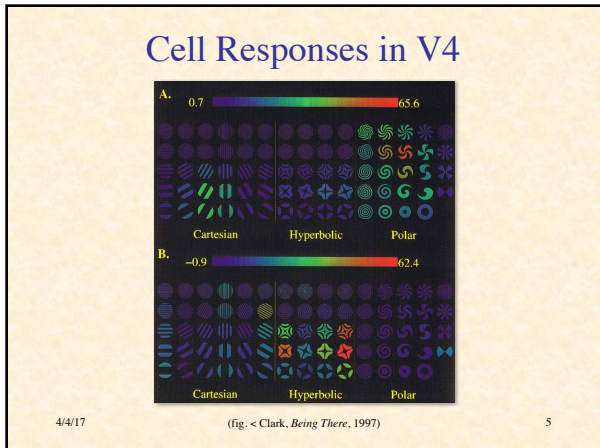 Cell Responses in V4
A.
0.7 65.6
Cartesian Hyperbolic Polar
B.
−0.9 62.4
Cartesian Hyperbolic Polar
4/4/17 (fig. < Clark, Being There, 1997) 5